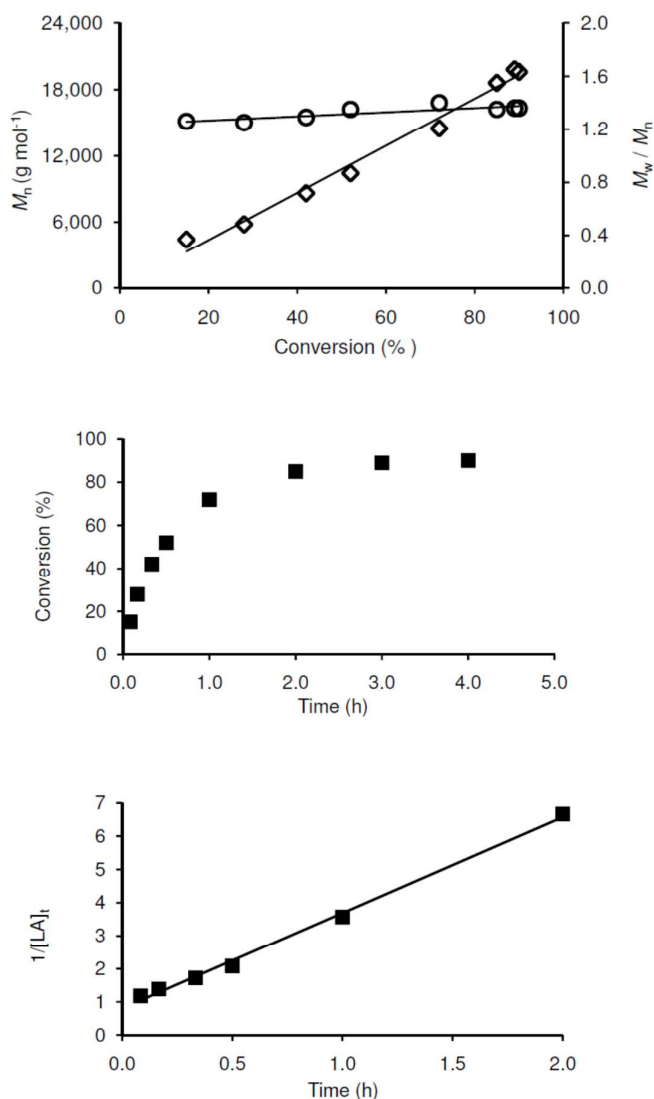 24,000
18,000
12,000
6,000
0
Mn (g mol-1)
2.0
1.6
1.2
0.8
0.4
0.0
Mw / Mn
0 20 40 60 80 100
Conversion (% )
100
80
60
40
20
0
Conversion (%)
0.0 1.0 2.0 3.0 4.0 5.0
Time (h)
7
6
5
4
3
2
1
0
1/[LA]t
0.0 0.5 1.0 1.5 2.0
Time (h)